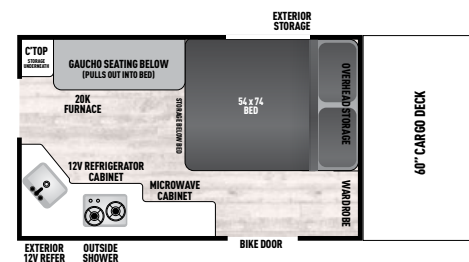 EXTERIOR
STORAGE
C'TOP
STORAGE
UNDERNEATH
GAUCHO SEATING BELOW
(PULLS OUT INTO BED)
20K
FURNACE
STORAGE BELOW BED
54 x 74
BED
OVERHEAD STORAGE
60" CARGO DECK
12V REFRIGERATOR
CABINET
MICROWAVE
CABINET
WARDROBE
BIKE DOOR
EXTERIOR
12V REFER
OUTSIDE
SHOWER